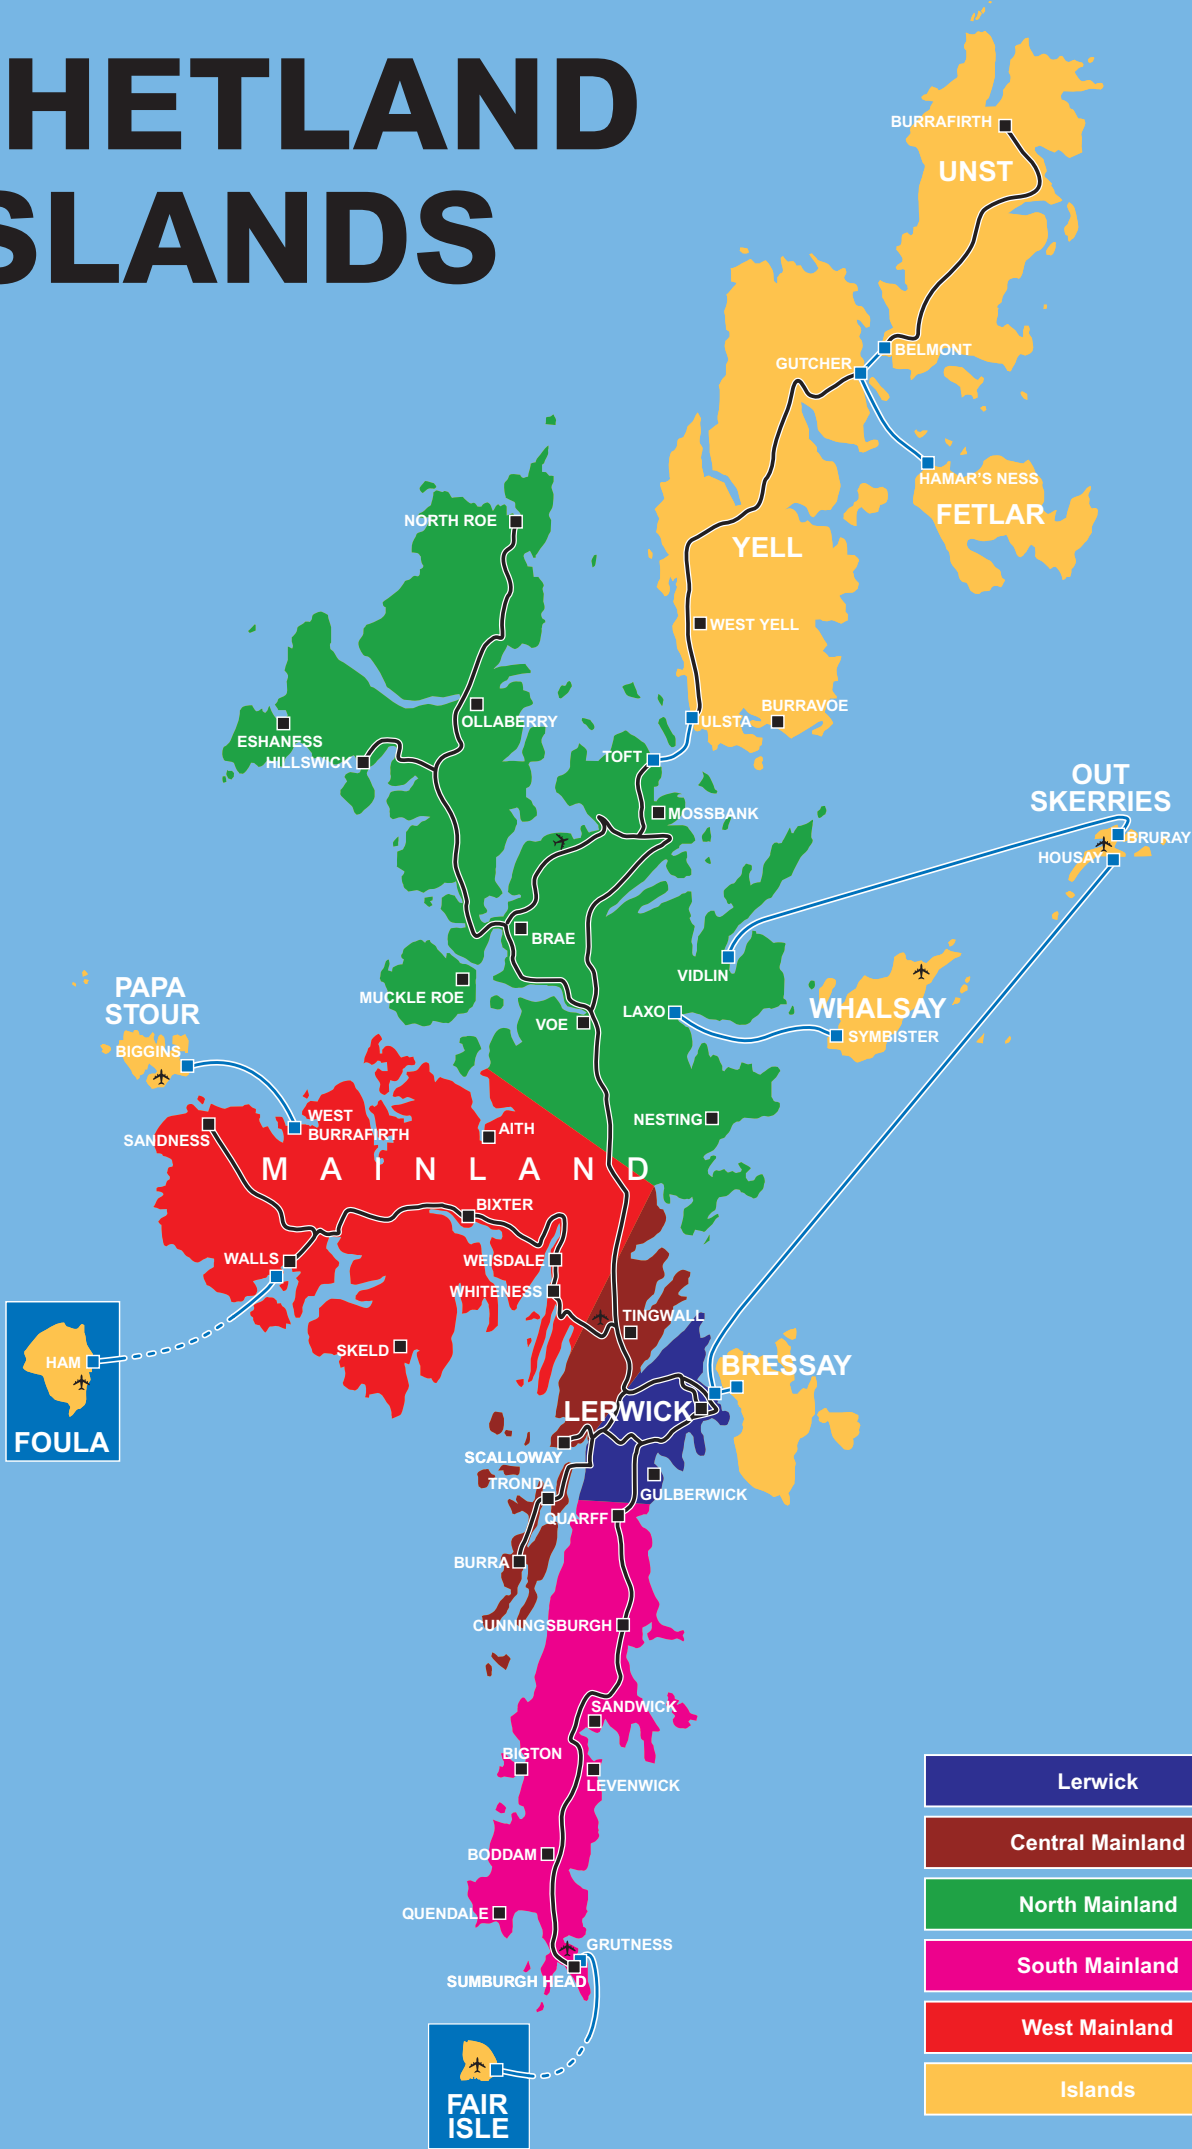 HETLAND
SLANDS
BURRAFIRTH
UNST
BELMONT
GUTCHER
HAMAR'S NESS
FETLAR
NORTH ROE
YELL
WEST YELL
OLLABERRY
BURRAVOE
ULSTA
ESHANESS
HILLSWICK
TOFT
OUT
SKERRIES
MOSSBANK
BRURAY
HOUSAY
BRAE
VIDLIN
MUCKLE ROE
PAPA
STOUR
WHALSAY
LAXO
VOE
SYMBISTER
BIGGINS
WEST
BURRAFIRTH
NESTING
AITH
SANDNESS
MAINLAND
BIXTER
WALLS
WEISDALE
WHITENESS
TINGWALL
SKELD
HAM
BRESSAY
LERWICK
FOULA
SCALLOWAY
TRONDA
GULBERWICK
QUARFF
BURRA
CUNNINGSBURGH
SANDWICK
BIGTON
LEVENWICK
Lerwick
Central Mainland
BODDAM
North Mainland
QUENDALE
GRUTNESS
South Mainland
SUMBURGH HEAD
West Mainland
Islands
FAIR
ISLE